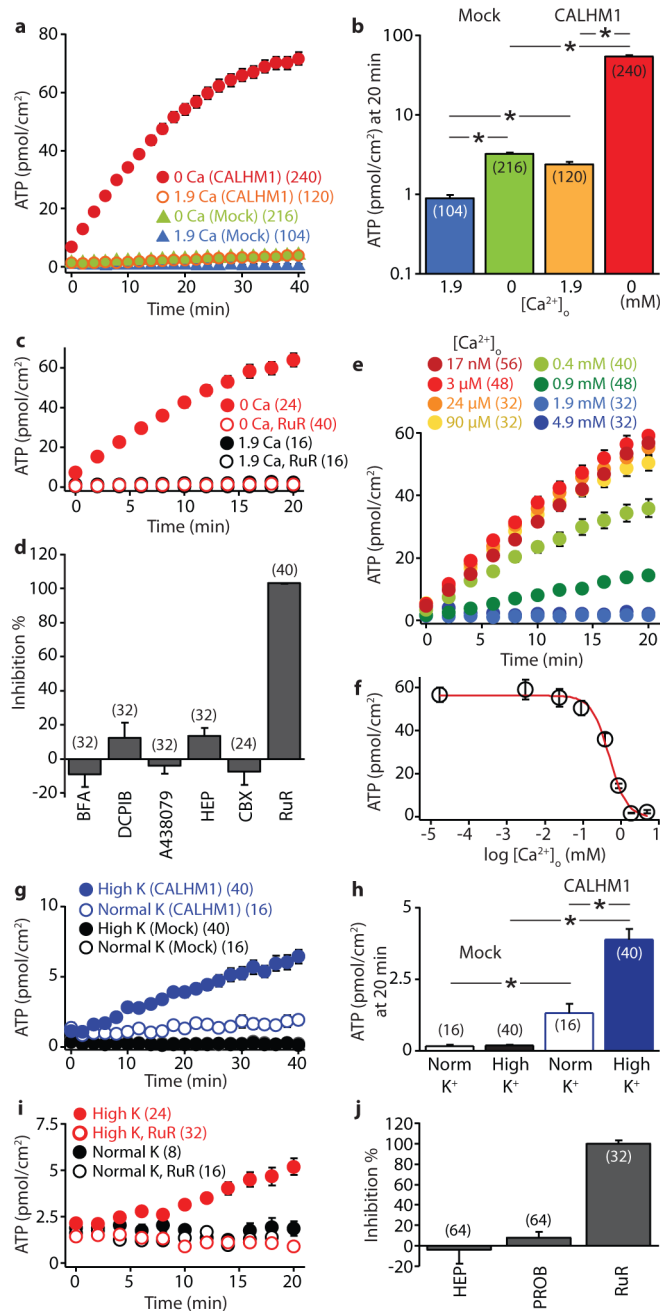 a
80
60
40
20
0
ATP (pmol/cm²)
0 Ca (CALHM1) (240)
1.9 Ca (CALHM1) (120)
0 Ca (Mock) (216)
1.9 Ca (Mock) (104)
0 10 20 30 40
Time (min)
b
Mock CALHM1
*
*
*
*
100
10
1
0.1
ATP (pmol/cm²) at 20 min
(104)
(216)
(120)
(240)
1.9 0 1.9 0
[Ca²⁺]ₒ (mM)
c
80
60
40
20
0
ATP (pmol/cm²)
0 Ca (24)
0 Ca, RuR (40)
1.9 Ca (16)
1.9 Ca, RuR (16)
0 5 10 15 20
Time (min)
d
120
100
80
60
40
20
0
-20
Inhibition %
(32)
(32)
(32)
(32)
(24)
(40)
BFA
DCPIB
A438079
HEP
CBX
RuR
e
[Ca²⁺]ₒ
17 nM (56) 0.4 mM (40)
3 µM (48) 0.9 mM (48)
24 µM (32) 1.9 mM (32)
90 µM (32) 4.9 mM (32)
60
40
20
0
ATP (pmol/cm²)
0 5 10 15 20
Time (min)
f
60
40
20
0
ATP (pmol/cm²)
-5 -4 -3 -2 -1 0 1
log [Ca²⁺]ₒ (mM)
g
High K (CALHM1) (40)
Normal K (CALHM1) (16)
High K (Mock) (40)
Normal K (Mock) (16)
10
5
0
ATP (pmol/cm²)
0 10 20 30 40
Time (min)
h
CALHM1
*
*
Mock
*
5
2.5
0
ATP (pmol/cm²)
at 20 min
(16)
(40)
(16)
(40)
Norm High Norm High
K⁺ K⁺ K⁺ K⁺
i
High K (24)
High K, RuR (32)
Normal K (8)
Normal K, RuR (16)
7.5
5
2.5
0
ATP (pmol/cm²)
0 5 10 15 20
Time (min)
j
120
100
80
60
40
20
0
-20
Inhibition %
(64)
(64)
(32)
HEP
PROB
RuR